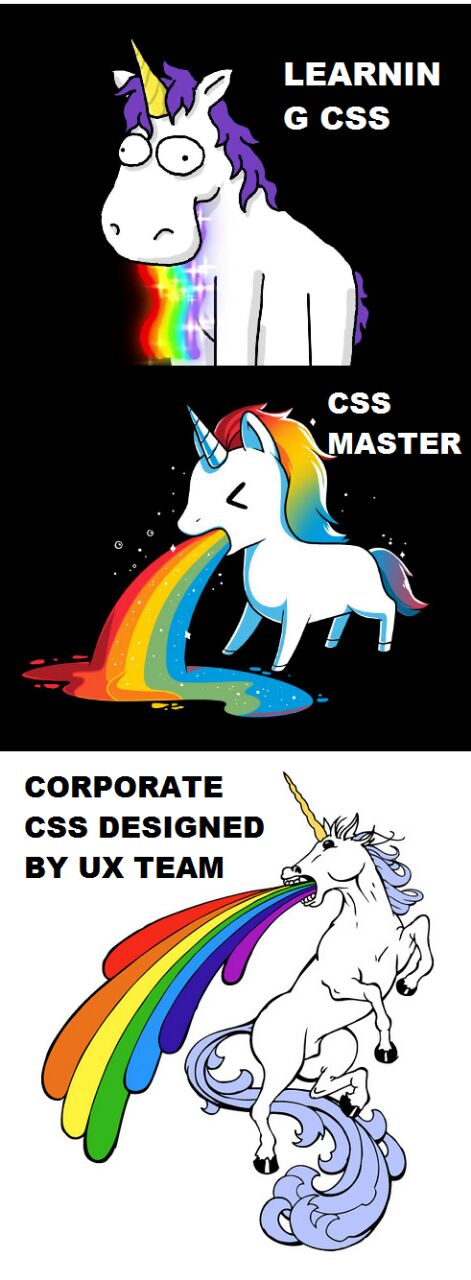 LEARNIN
G CSS
CSS
MASTER
CORPORATE
CSS DESIGNED
BY UX TEAM